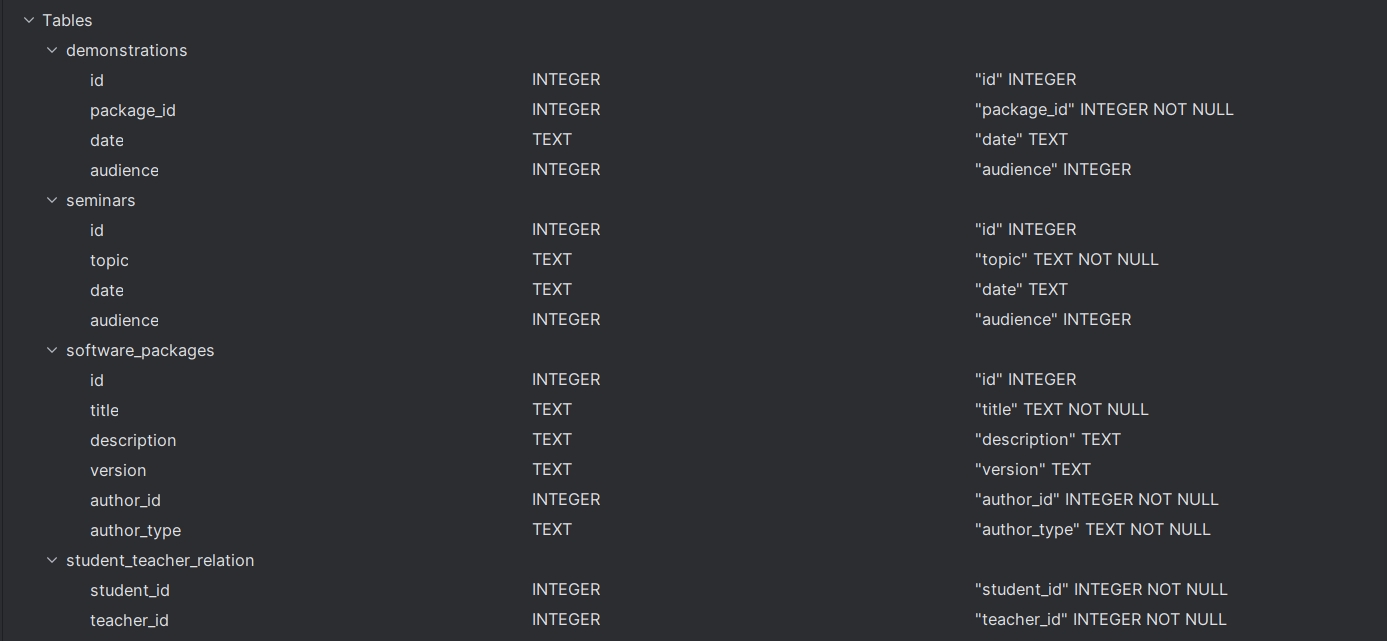 Tables
demonstrations
id INTEGER "id" INTEGER
package_id INTEGER "package_id" INTEGER NOT NULL
date TEXT "date" TEXT
audience INTEGER "audience" INTEGER
seminars
id INTEGER "id" INTEGER
topic TEXT "topic" TEXT NOT NULL
date TEXT "date" TEXT
audience INTEGER "audience" INTEGER
software_packages
id INTEGER "id" INTEGER
title TEXT "title" TEXT NOT NULL
description TEXT "description" TEXT
version TEXT "version" TEXT
author_id INTEGER "author_id" INTEGER NOT NULL
author_type TEXT "author_type" TEXT NOT NULL
student_teacher_relation
student_id INTEGER "student_id" INTEGER NOT NULL
teacher_id INTEGER "teacher_id" INTEGER NOT NULL